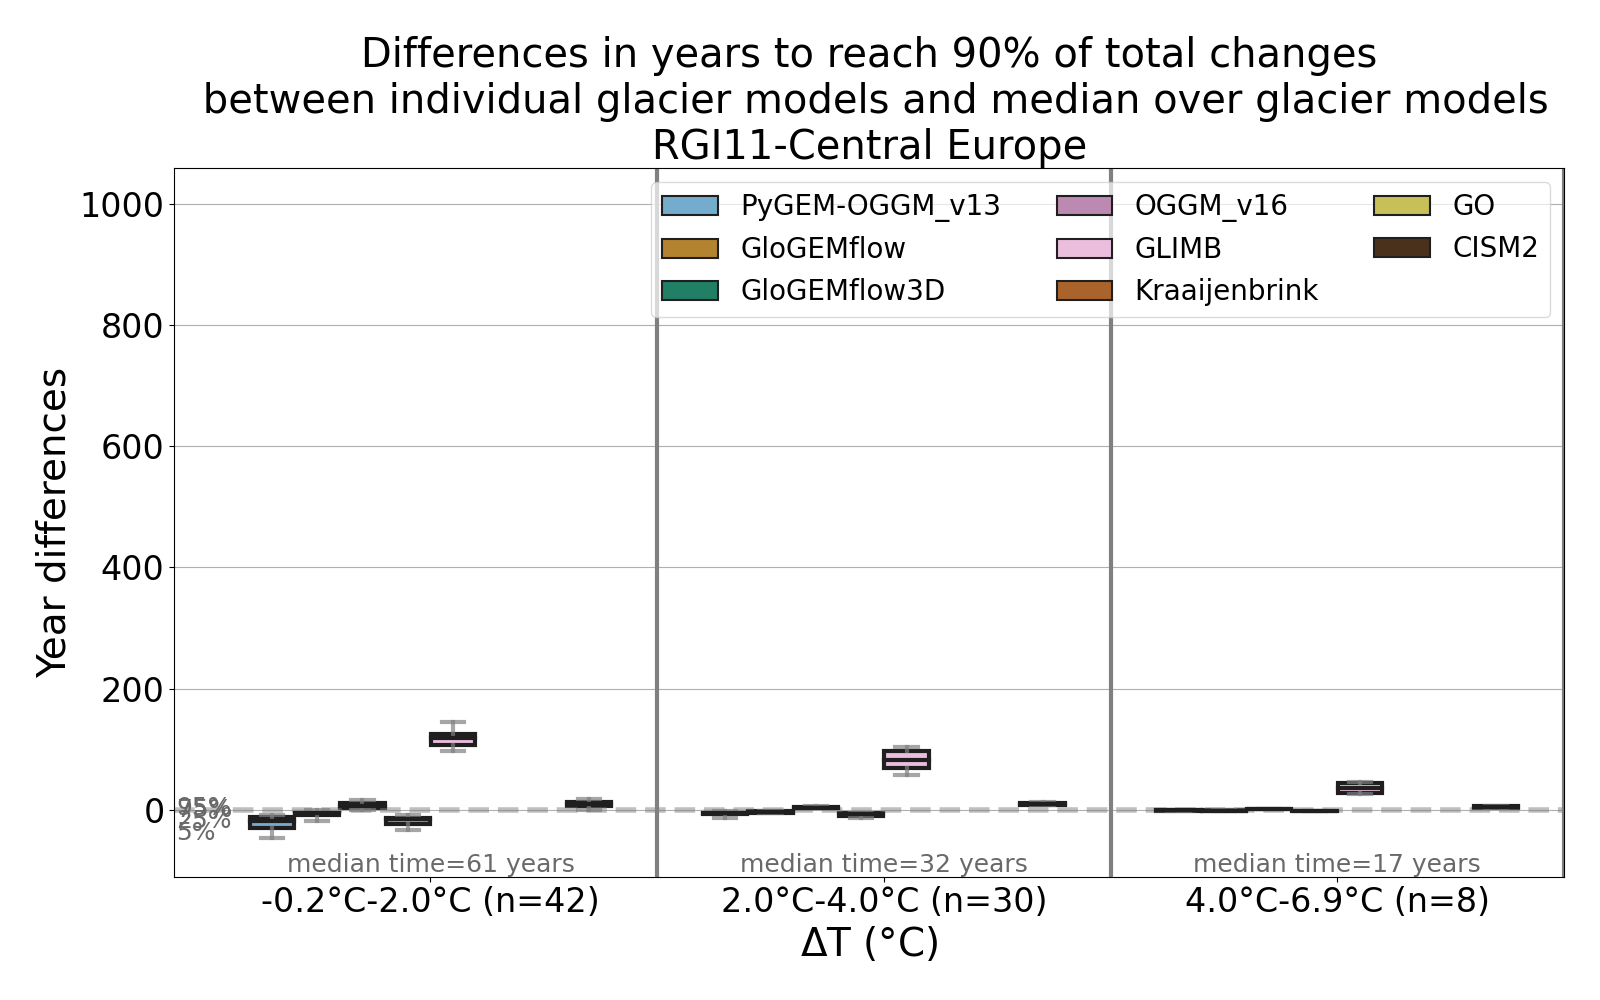 Differences in years to reach 90% of total changes
between individual glacier models and median over glacier models
RGI11-Central Europe
PyGEM-OGGM_v13
GloGEMflow
GloGEMflow3D
OGGM_v16
GLIMB
Kraaijenbrink
GO
CISM2
Year differences
1000
800
600
400
200
0
95%
25%
5%
median time=61 years
median time=32 years
median time=17 years
-0.2°C-2.0°C (n=42)
2.0°C-4.0°C (n=30)
4.0°C-6.9°C (n=8)
ΔT (°C)